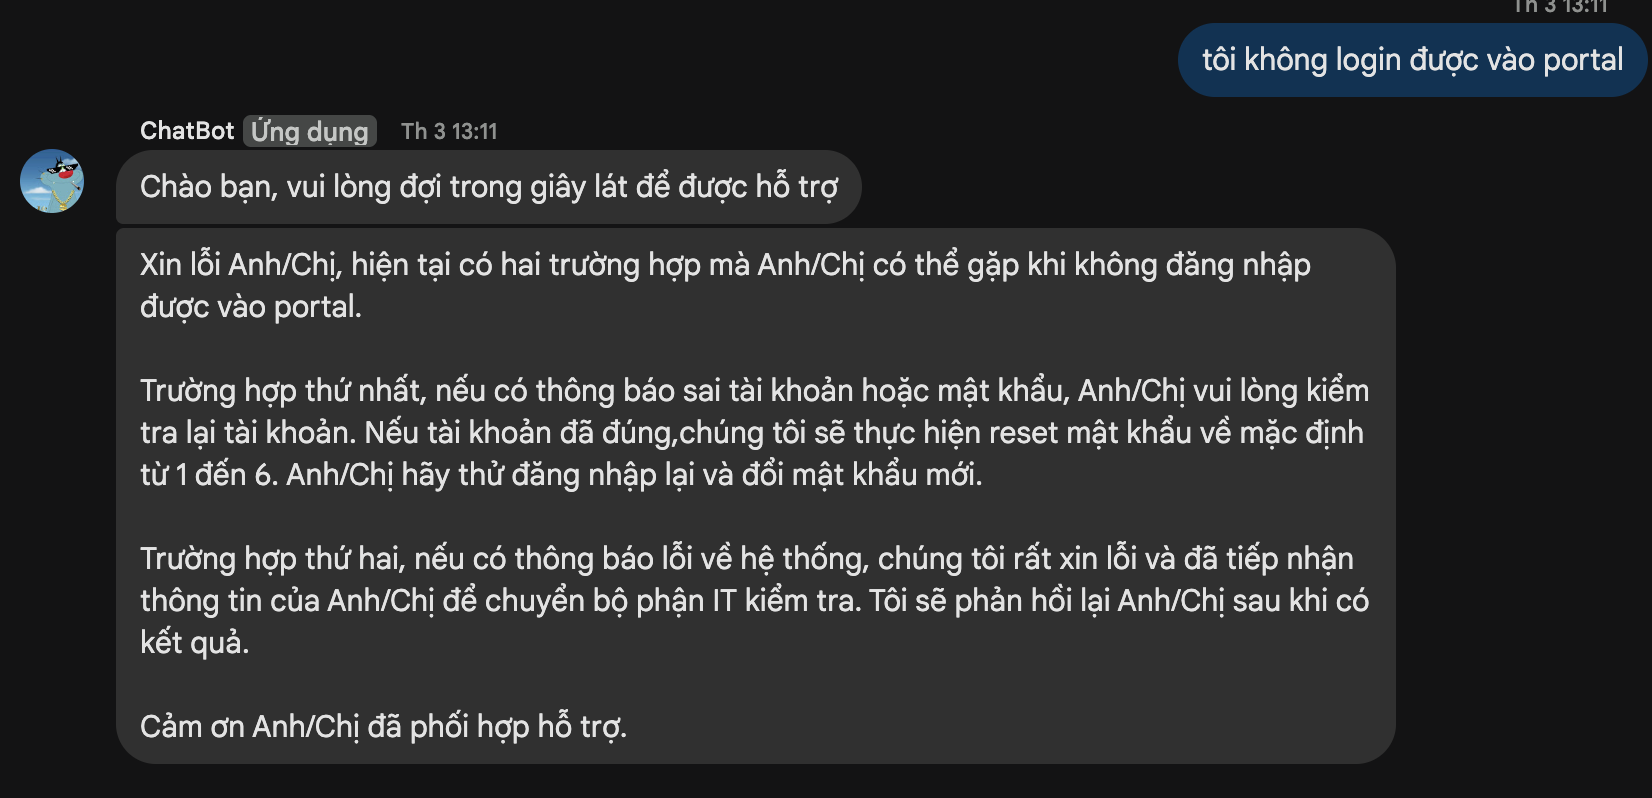 Th 3 13:11
tôi không login được vào portal
ChatBot Ứng dụng Th 3 13:11
Chào bạn, vui lòng đợi trong giây lát để được hỗ trợ
Xin lỗi Anh/Chị, hiện tại có hai trường hợp mà Anh/Chị có thể gặp khi không đăng nhập
được vào portal.
Trường hợp thứ nhất, nếu có thông báo sai tài khoản hoặc mật khẩu, Anh/Chị vui lòng kiểm
tra lại tài khoản. Nếu tài khoản đã đúng,chúng tôi sẽ thực hiện reset mật khẩu về mặc định
từ 1 đến 6. Anh/Chị hãy thử đăng nhập lại và đổi mật khẩu mới.
Trường hợp thứ hai, nếu có thông báo lỗi về hệ thống, chúng tôi rất xin lỗi và đã tiếp nhận
thông tin của Anh/Chị để chuyển bộ phận IT kiểm tra. Tôi sẽ phản hồi lại Anh/Chị sau khi có
kết quả.
Cảm ơn Anh/Chị đã phối hợp hỗ trợ.